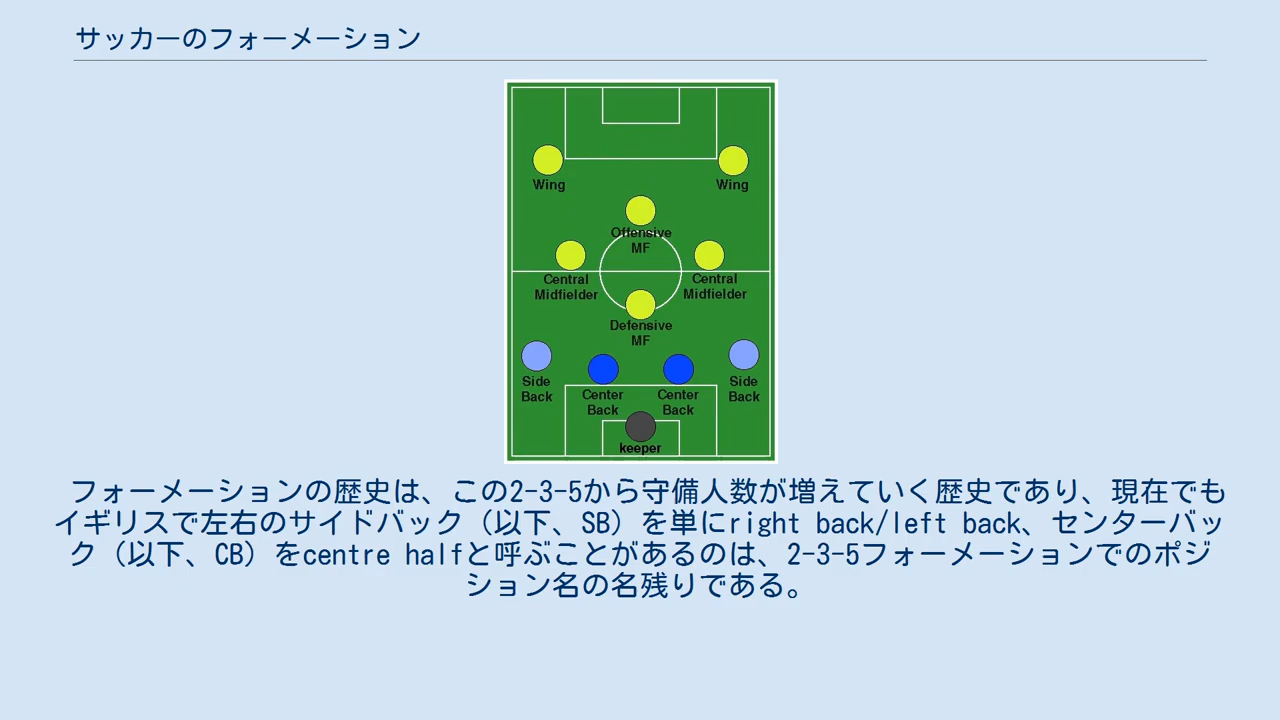 サッカーのフォーメーション
Wing
Wing
Offensive
MF
Central
Midfielder
Central
Midfielder
Defensive
MF
Side
Back
Center
Back
Center
Back
Side
Back
keeper
フォーメーションの歴史は、この2-3-5から守備人数が増えていく歴史であり、現在でも
イギリスで左右のサイドバック（以下、SB）を単にright back/left back、センターバッ
ク（以下、CB）をcentre halfと呼ぶことがあるのは、2-3-5フォーメーションでのポジ
ション名の名残りである。